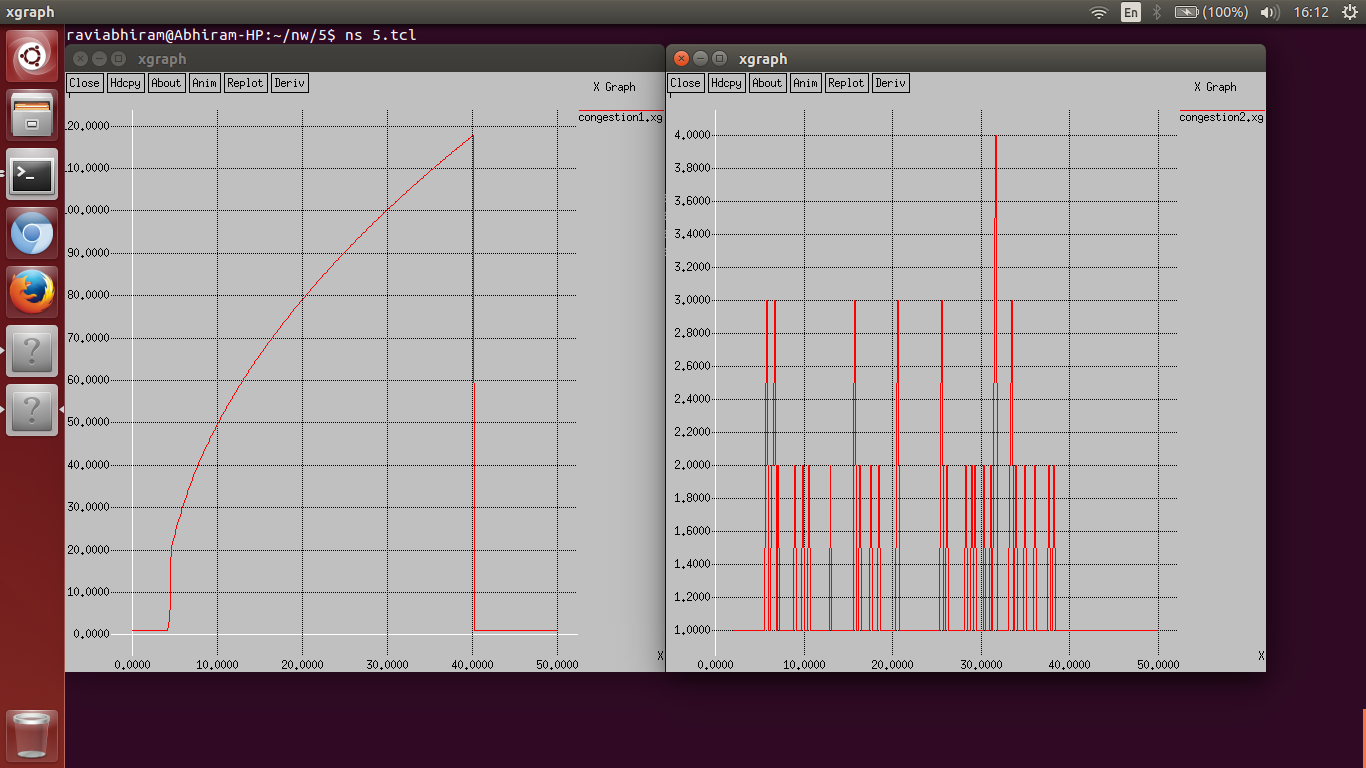 xgraph
En
(100%)
16:12
raviabhiram@Abhiram-HP:~/nw/5$ ns 5.tcl
xgraph
Close Hdcpy About Anim Replot Deriv
X Graph
congestion1.xg
20.0000
10.0000
00.0000
90.0000
80.0000
70.0000
60.0000
50.0000
40.0000
30.0000
20.0000
10.0000
0.0000
0.0000 10.0000 20.0000 30.0000 40.0000 50.0000
X
xgraph
Close Hdcpy About Anim Replot Deriv
X Graph
congestion2.xg
4.0000
3.8000
3.6000
3.4000
3.2000
3.0000
2.8000
2.6000
2.4000
2.2000
2.0000
1.8000
1.6000
1.4000
1.2000
1.0000
0.0000 10.0000 20.0000 30.0000 40.0000 50.0000
X